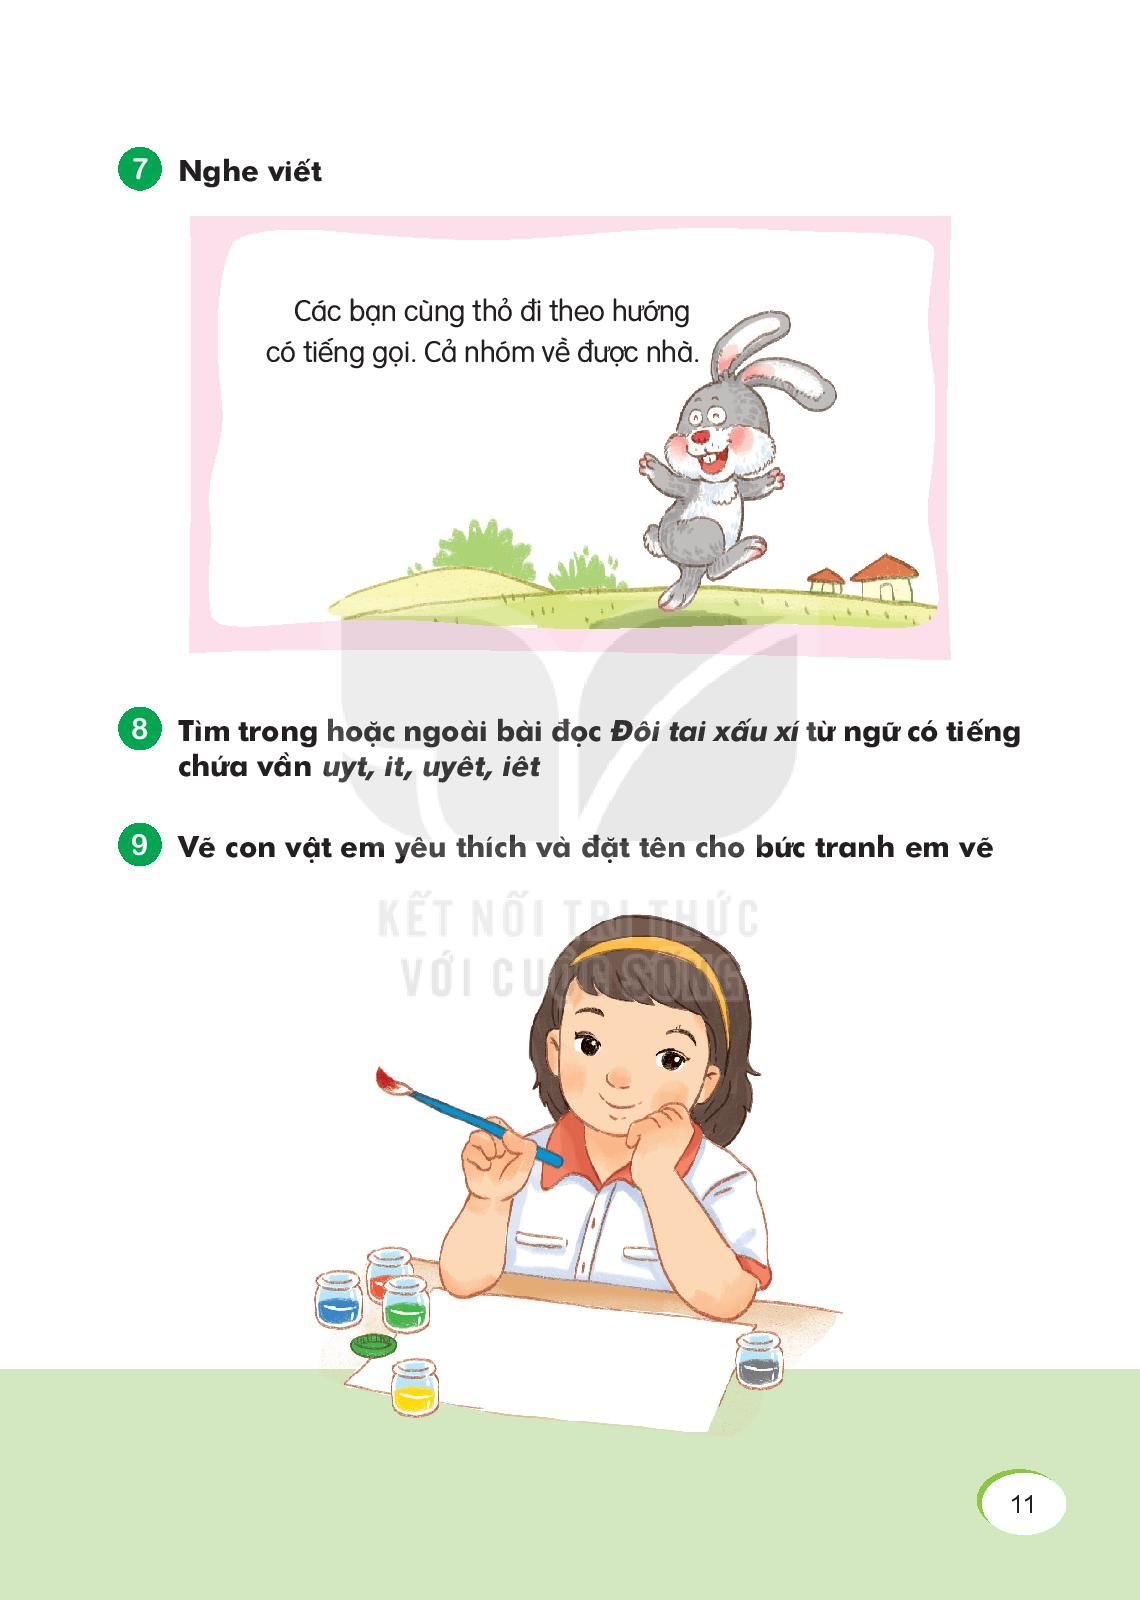 7 Nghe viết
Các bạn cùng thỏ đi theo hướng
có tiếng gọi. Cả nhóm về được nhà.
8 Tìm trong hoặc ngoài bài đọc Đôi tai xấu xí từ ngữ có tiếng
chứa vần uyt, it, uyêt, iêt
9 Vẽ con vật em yêu thích và đặt tên cho bức tranh em vẽ
KẾT NỐI TRI THỨC
VỚI CUỘC SỐNG
11